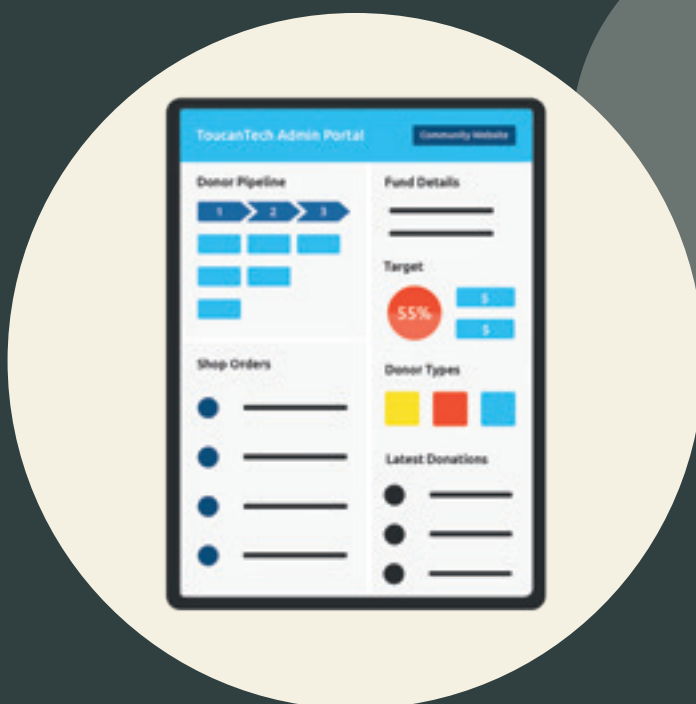 ToucanTech Admin Portal
Community Website
Donor Pipeline
1 2 3
Shop Orders
Fund Details
Target
55%
$
$
Donor Types
Latest Donations